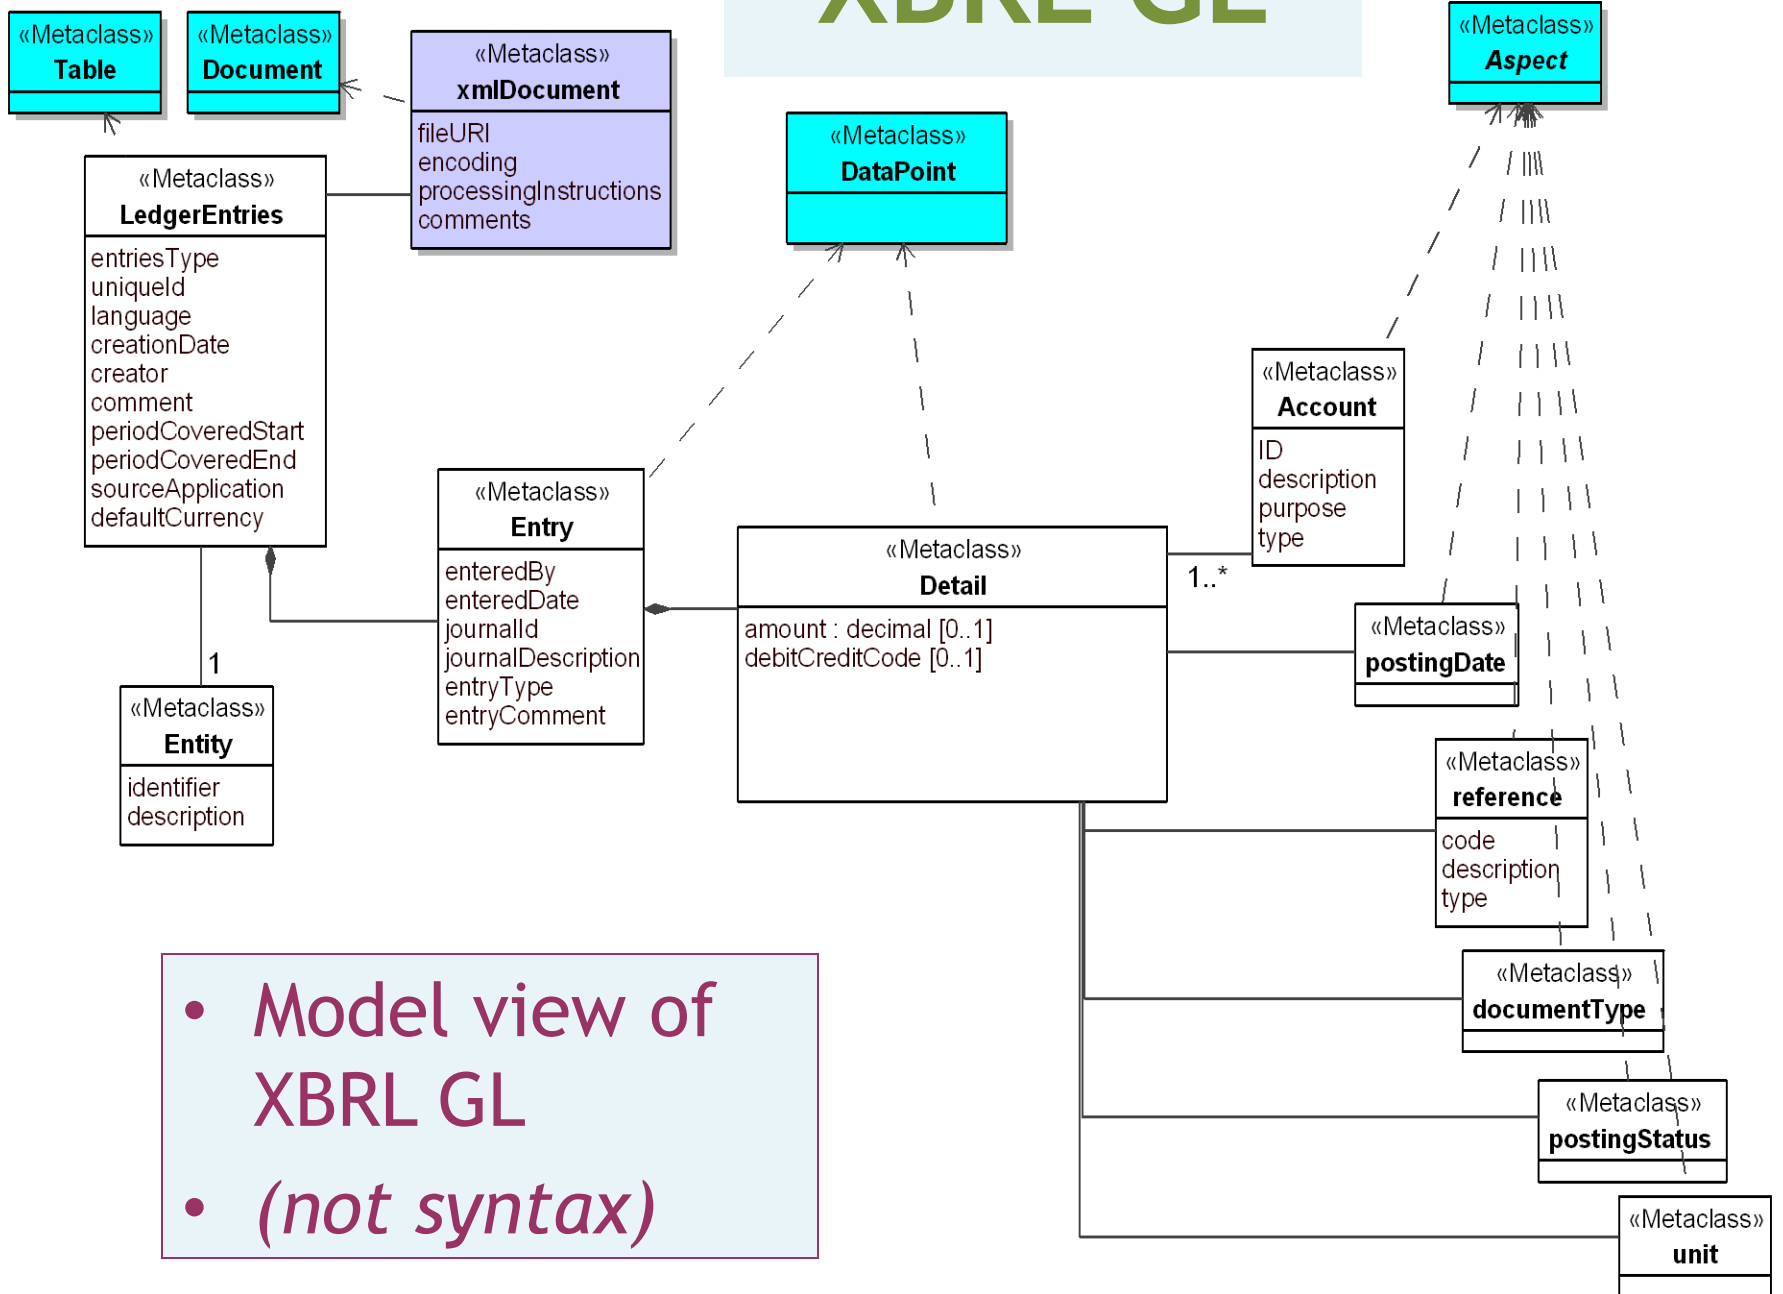 XBRL GL
«Metaclass»
Table
«Metaclass»
Document
«Metaclass»
xmlDocument
fileURI
encoding
processingInstructions
comments
«Metaclass»
Aspect
«Metaclass»
DataPoint
«Metaclass»
LedgerEntries
entriesType
uniqueId
language
creationDate
creator
comment
periodCoveredStart
periodCoveredEnd
sourceApplication
defaultCurrency
«Metaclass»
Account
ID
description
purpose
type
«Metaclass»
Entry
enteredBy
enteredDate
journalId
journalDescription
entryType
entryComment
«Metaclass»
Detail
amount : decimal [0..1]
debitCreditCode [0..1]
1..*
«Metaclass»
postingDate
1
«Metaclass»
Entity
identifier
description
«Metaclass»
reference
code
description
type
«Metaclass»
documentType
«Metaclass»
postingStatus
«Metaclass»
unit
• Model view of
XBRL GL
• (not syntax)